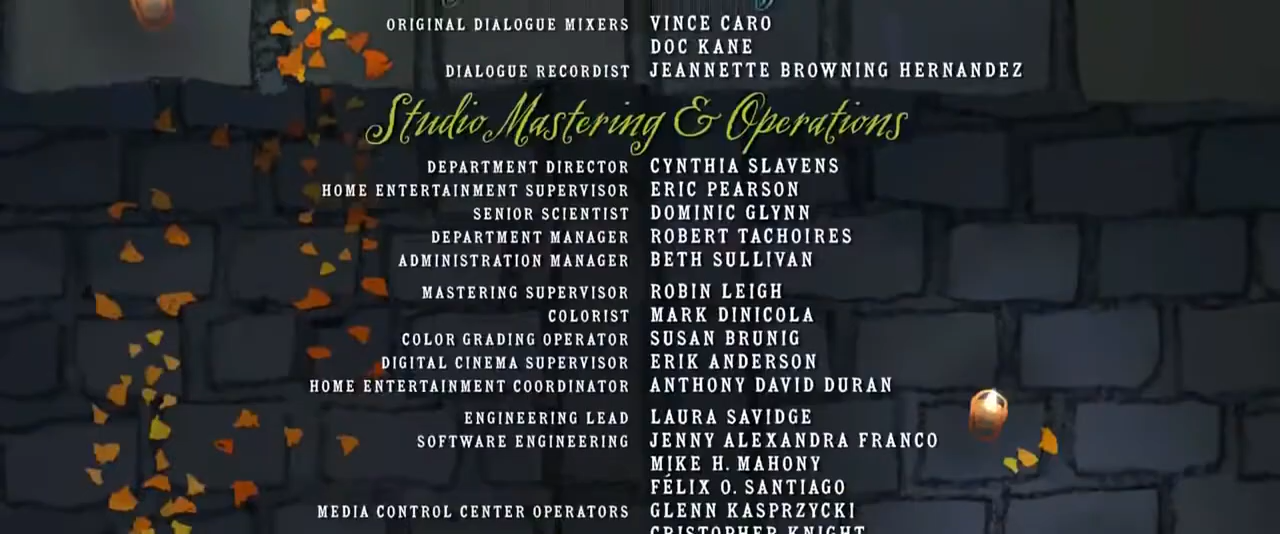 ORIGINAL DIALOGUE MIXERS VINCE CARO
DOC KANE
DIALOGUE RECORDIST JEANNETTE BROWNING HERNANDEZ
Studio Mastering & Operations
DEPARTMENT DIRECTOR CYNTHIA SLAVENS
HOME ENTERTAINMENT SUPERVISOR ERIC PEARSON
SENIOR SCIENTIST DOMINIC GLYNN
DEPARTMENT MANAGER ROBERT TACHOIRES
ADMINISTRATION MANAGER BETH SULLIVAN
MASTERING SUPERVISOR ROBIN LEIGH
COLORIST MARK DINICOLA
COLOR GRADING OPERATOR SUSAN BRUNIG
DIGITAL CINEMA SUPERVISOR ERIK ANDERSON
HOME ENTERTAINMENT COORDINATOR ANTHONY DAVID DURAN
ENGINEERING LEAD LAURA SAVIDGE
SOFTWARE ENGINEERING JENNY ALEXANDRA FRANCO
MIKE H. MAHONY
FÉLIX O. SANTIAGO
MEDIA CONTROL CENTER OPERATORS GLENN KASPRZYCKI
CRISTOPHER KNIGHT